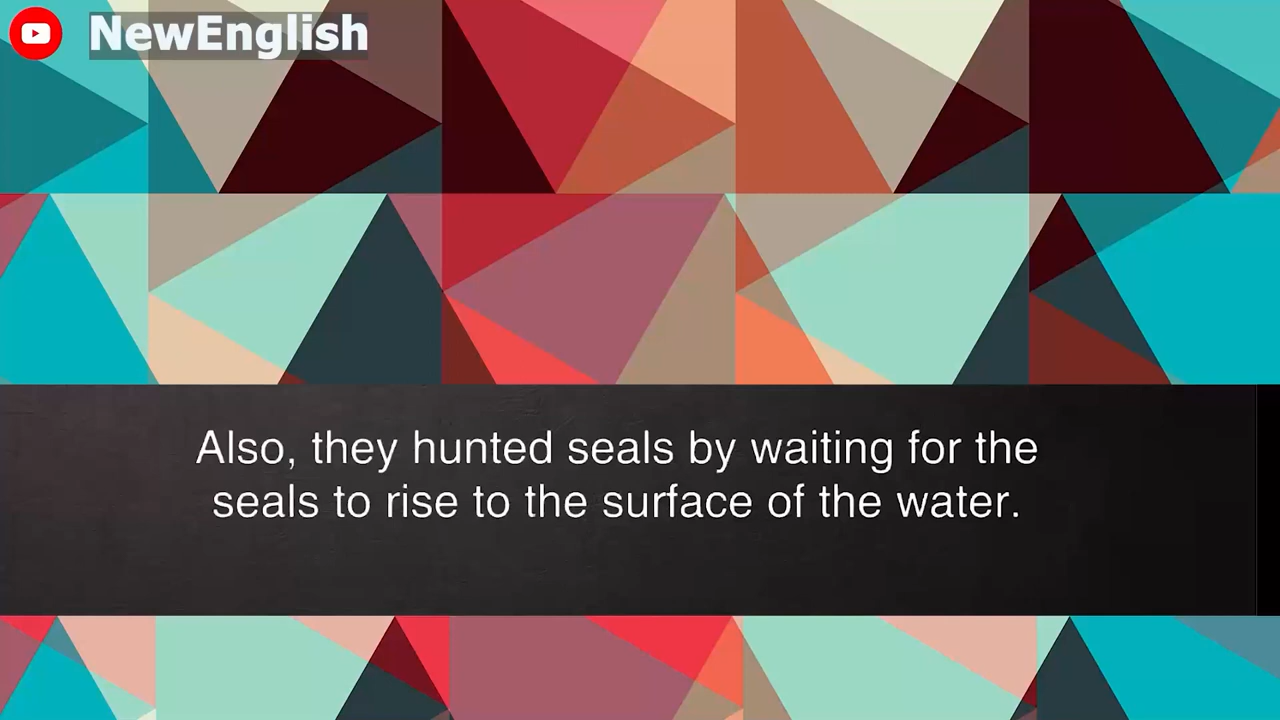 NewEnglish
Also, they hunted seals by waiting for the
seals to rise to the surface of the water.